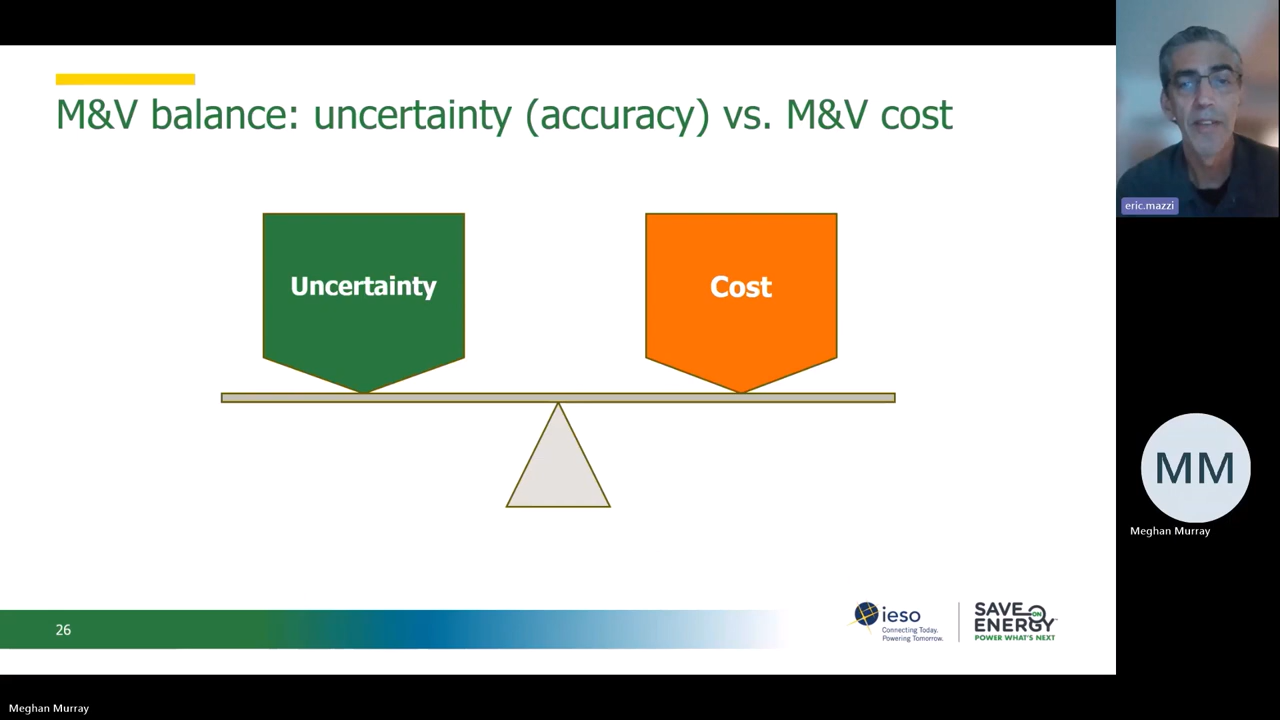 M&V balance: uncertainty (accuracy) vs. M&V cost
Uncertainty
Cost
26
ieso
Connecting Today.
Powering Tomorrow.
SAVE
ON
ENERGY
POWER WHAT'S NEXT
eric.mazzi
MM
Meghan Murray
Meghan Murray